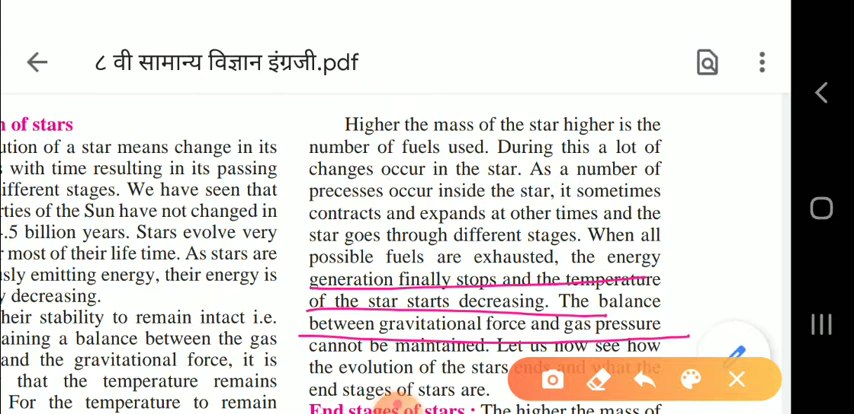 ८ वी सामान्य विज्ञान इंग्रजी.pdf
of stars
of a star means change in its
with time resulting in its passing
different stages. We have seen that
of the Sun have not changed in
.5 billion years. Stars evolve very
most of their life time. As stars are
emitting energy, their energy is
decreasing.
their stability to remain intact i.e.
a balance between the gas
and the gravitational force, it is
that the temperature remains
For the temperature to remain
Higher the mass of the star higher is the
number of fuels used. During this a lot of
changes occur in the star. As a number of
precesses occur inside the star, it sometimes
contracts and expands at other times and the
star goes through different stages. When all
possible fuels are exhausted, the energy
generation finally stops and the temperature
of the star starts decreasing. The balance
between gravitational force and gas pressure
cannot be maintained. Let us now see how
the evolution of the stars ends and what the
end stages of stars are.
End stages of stars : The higher the mass of